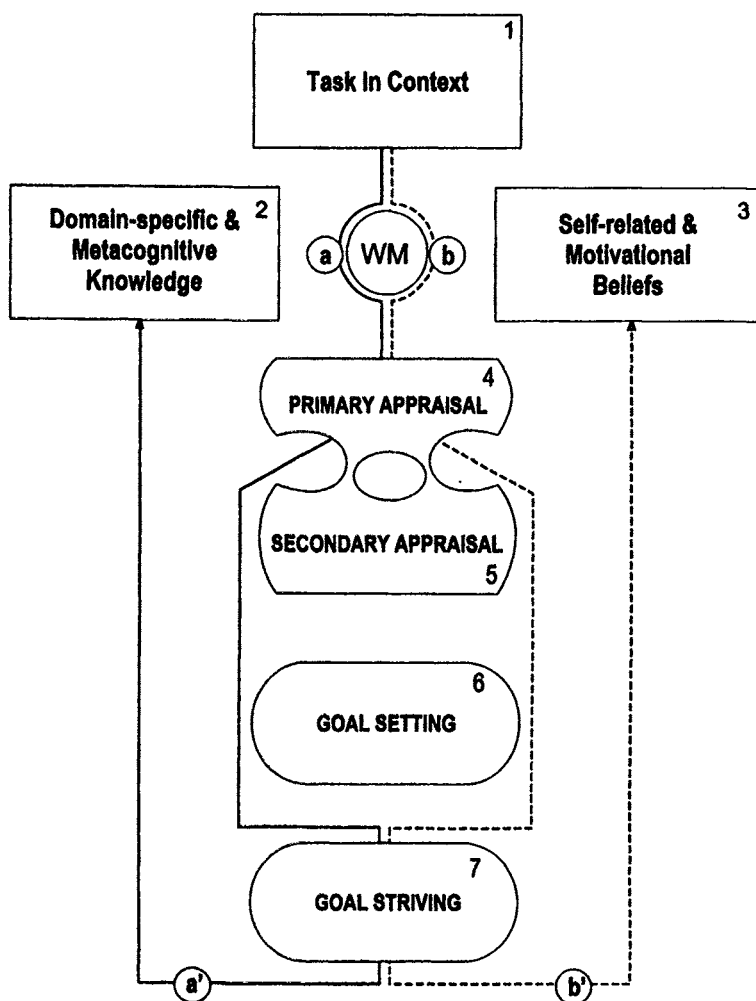 1
Task In Context
2
Domain-specific &
Metacognitive
Knowledge
3
Self-related &
Motivational
Beliefs
a
WM
b
4
PRIMARY APPRAISAL
SECONDARY APPRAISAL
5
6
GOAL SETTING
7
GOAL STRIVING
a'
b'